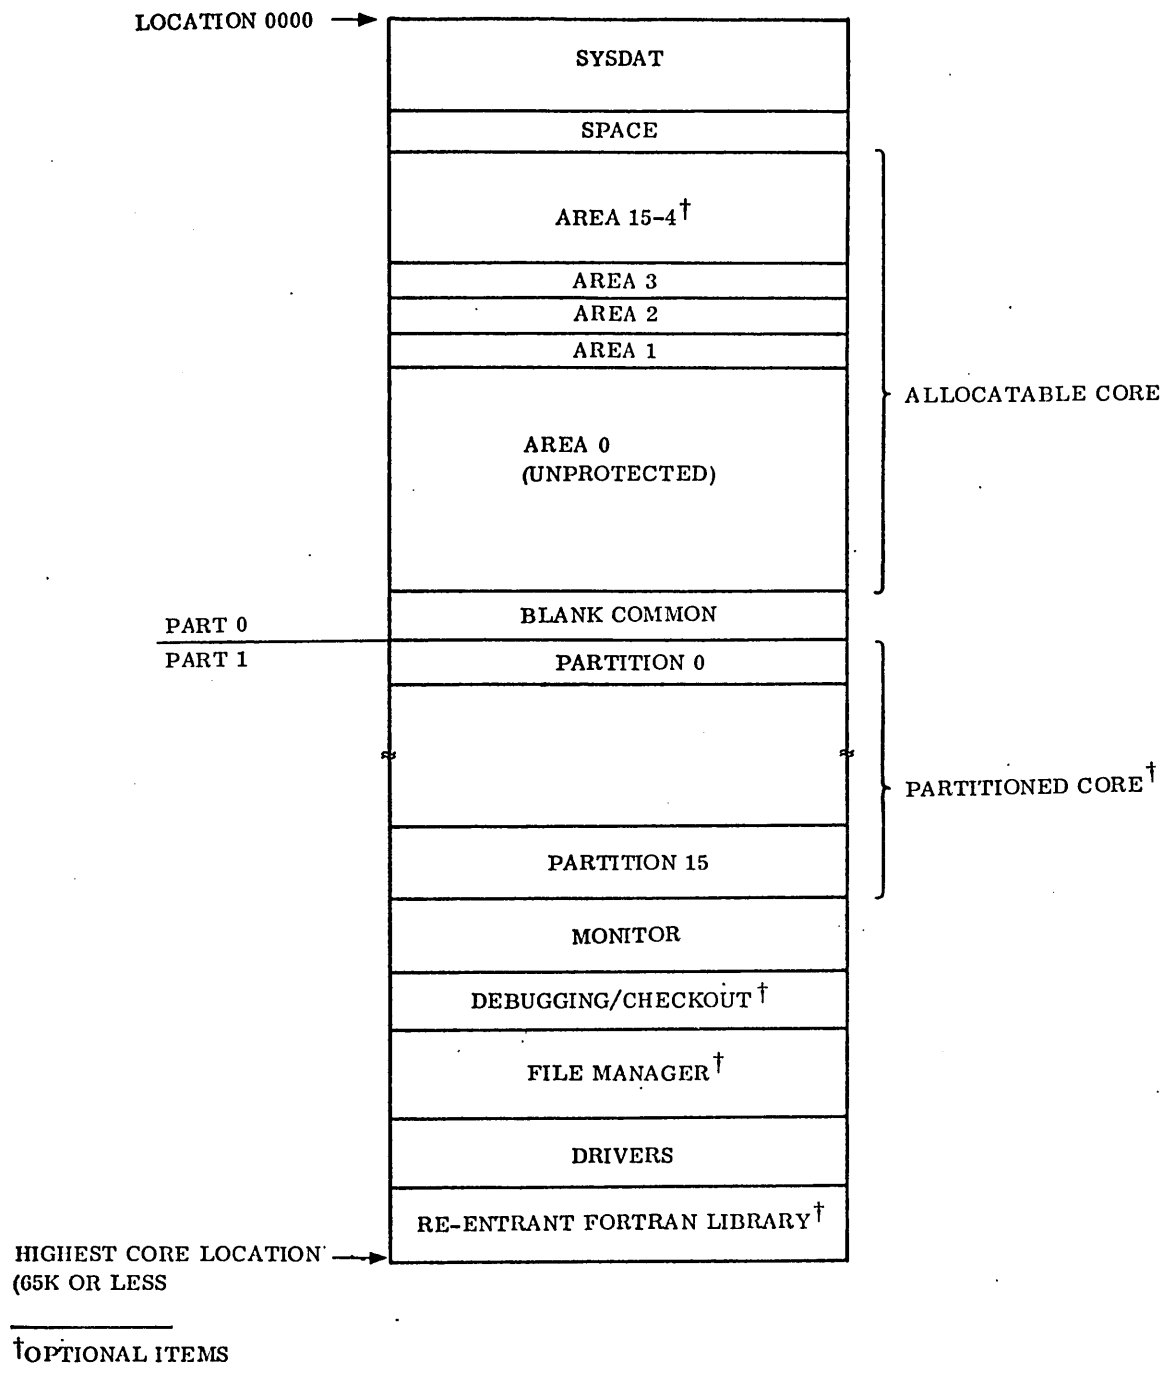 LOCATION 0000
SYSDAT
SPACE
AREA 15-4†
AREA 3
AREA 2
AREA 1
ALLOCATABLE CORE
AREA 0
(UNPROTECTED)
BLANK COMMON
PART 0
PART 1
PARTITION 0
PARTITIONED CORE†
PARTITION 15
MONITOR
DEBUGGING/CHECKOUT†
FILE MANAGER†
DRIVERS
RE-ENTRANT FORTRAN LIBRARY†
HIGHEST CORE LOCATION
(65K OR LESS
†OPTIONAL ITEMS